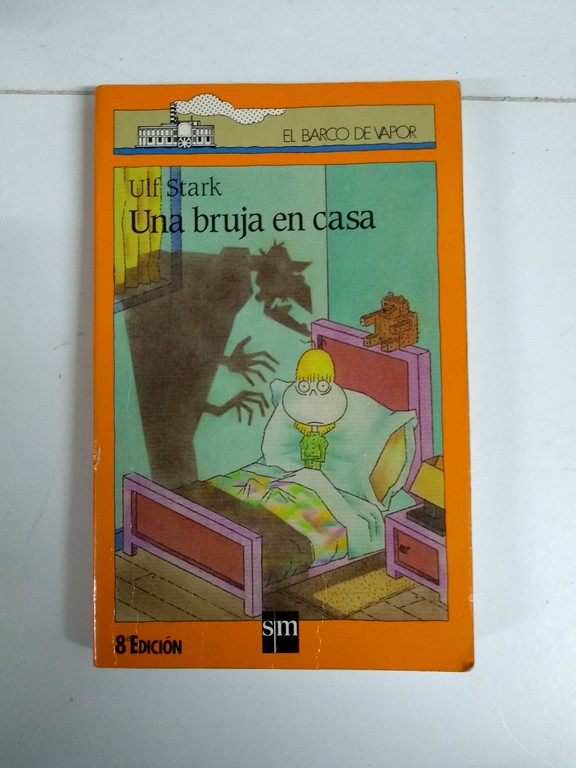 EL BARCO DE VAPOR
Ulf Stark
Una bruja en casa
8ª EDICIÓN
sm